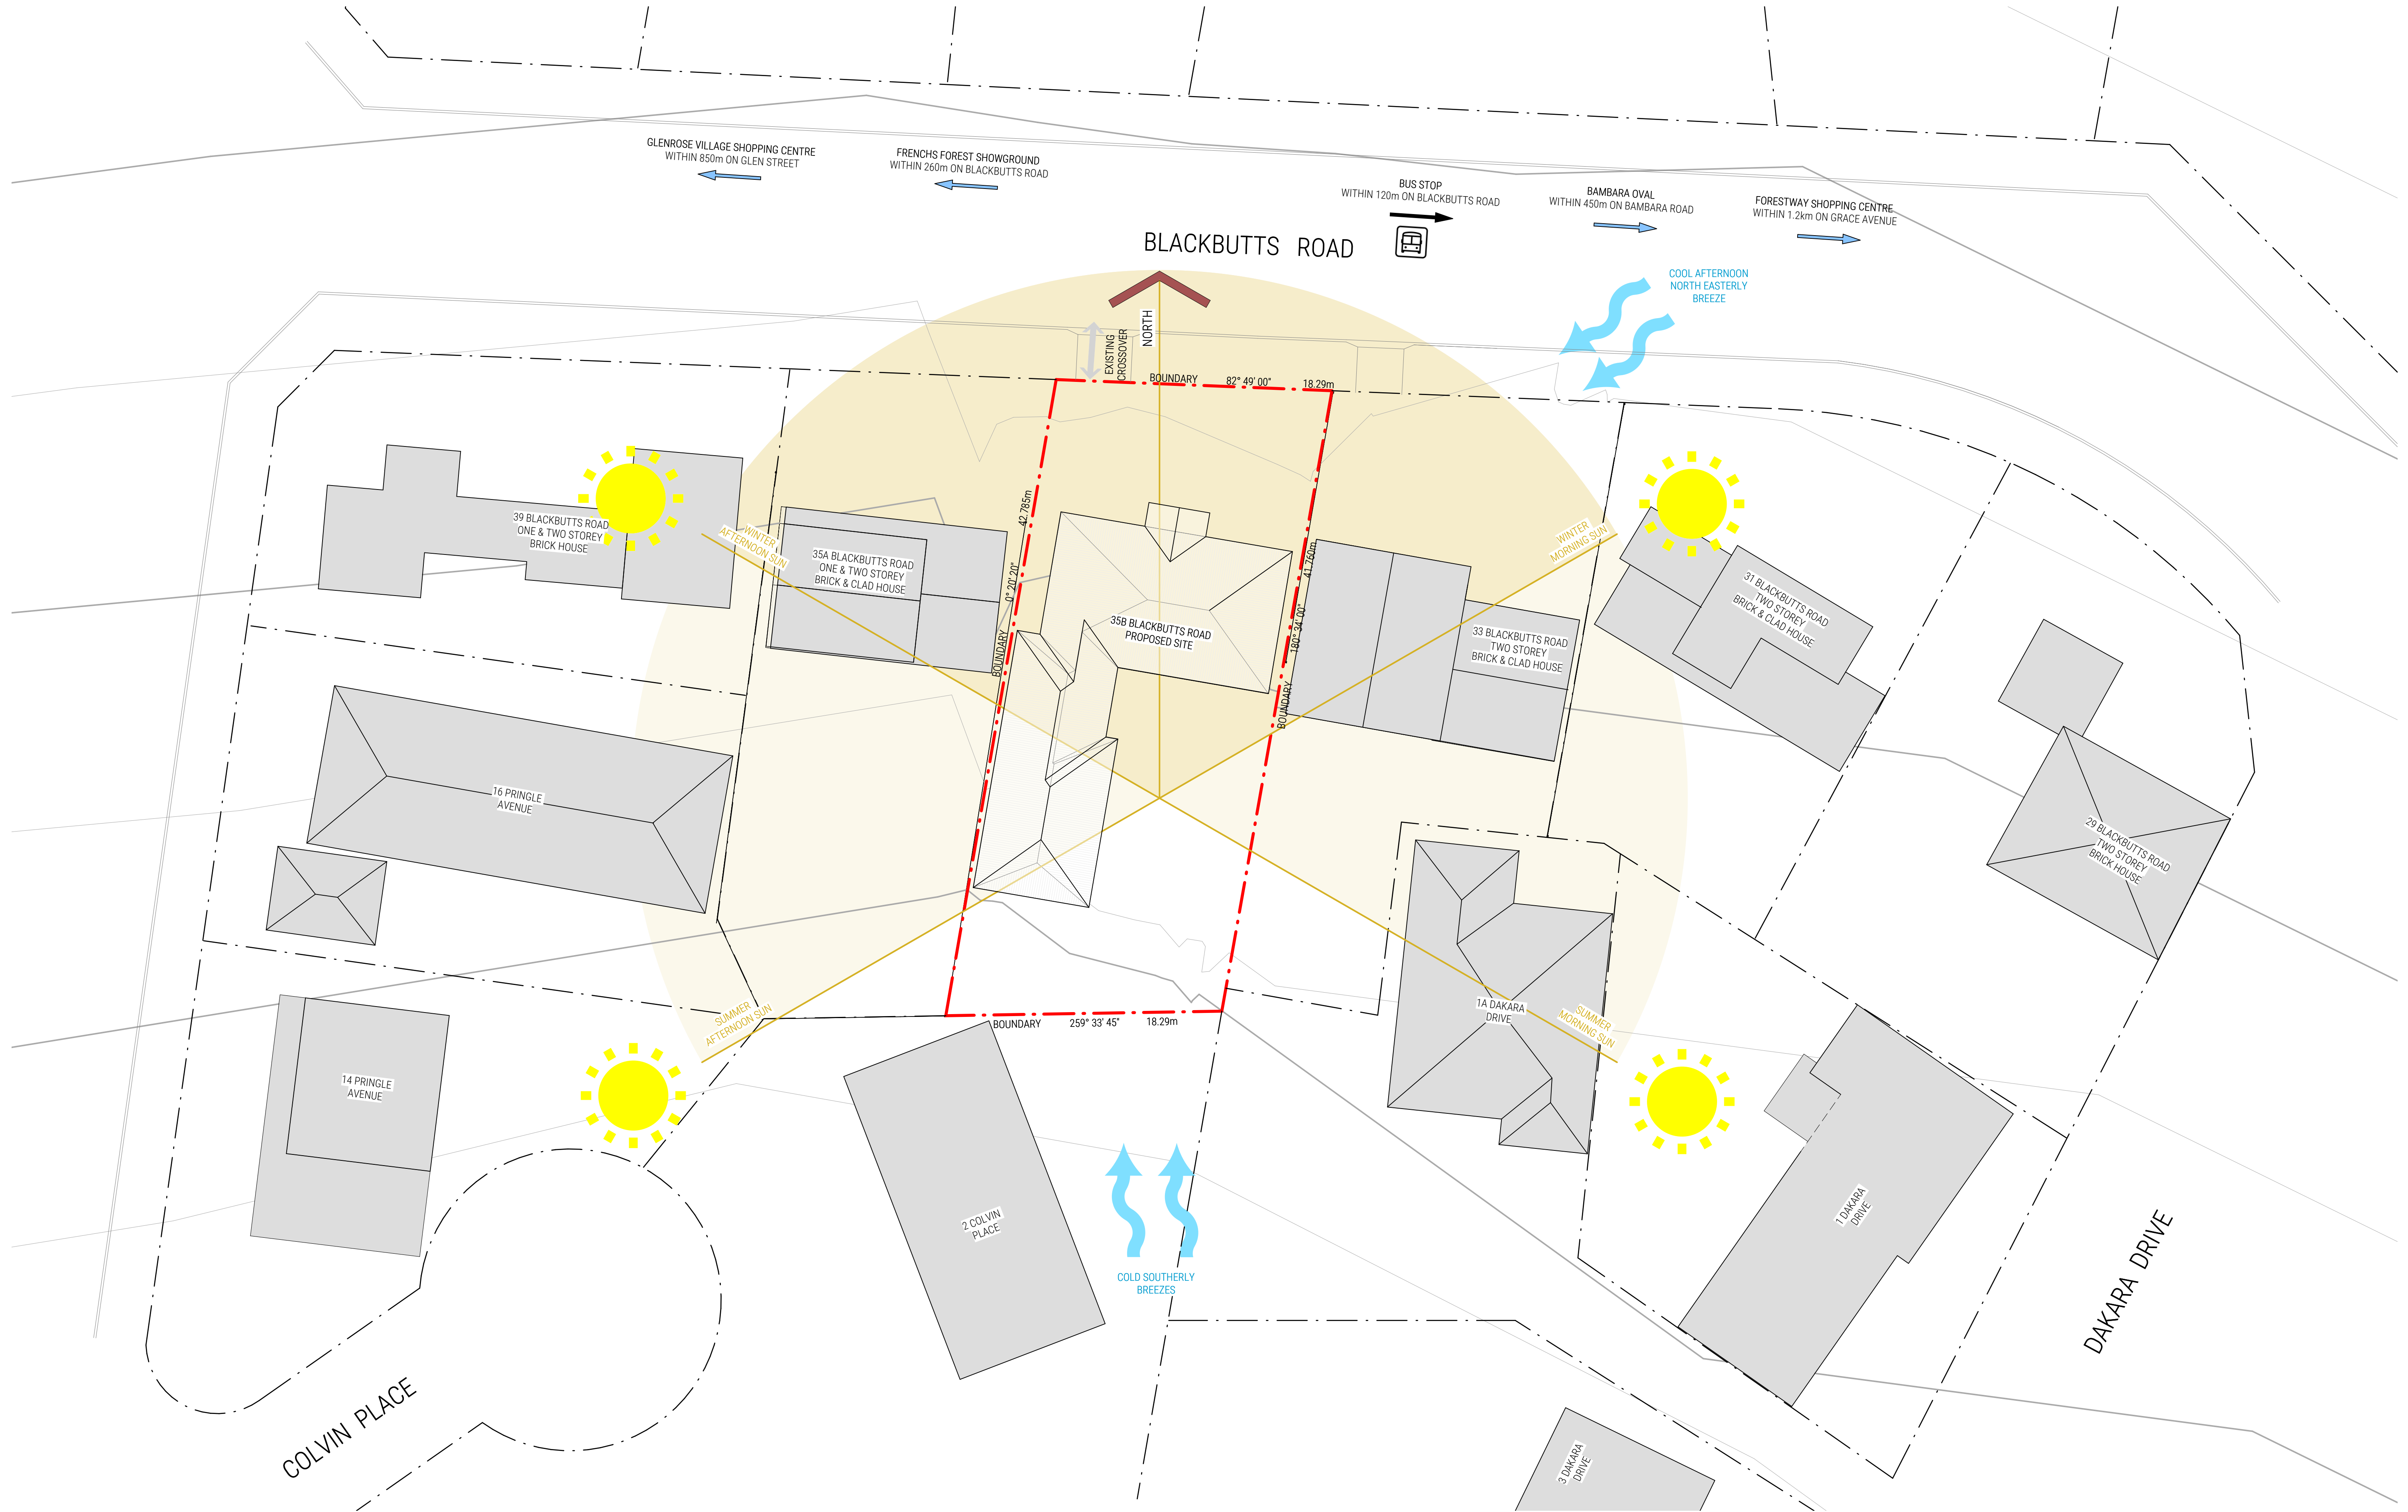 GLENROSE VILLAGE SHOPPING CENTRE
WITHIN 850m ON GLEN STREET
FRENCHS FOREST SHOWGROUND
WITHIN 260m ON BLACKBUTTS ROAD
BUS STOP
WITHIN 120m ON BLACKBUTTS ROAD
BAMBARA OVAL
WITHIN 450m ON BAMBARA ROAD
FORESTWAY SHOPPING CENTRE
WITHIN 1.2km ON GRACE AVENUE
BLACKBUTTS ROAD
COOL AFTERNOON
NORTH EASTERLY
BREEZE
NORTH
EXISTING
CROSSOVER
BOUNDARY 82° 49' 00" 18.29m
39 BLACKBUTTS ROAD
ONE & TWO STOREY
BRICK HOUSE
WINTER
AFTERNOON SUN
35A BLACKBUTTS ROAD
ONE & TWO STOREY
BRICK & CLAD HOUSE
BOUNDARY 0° 20' 20" 42.785m
35B BLACKBUTTS ROAD
PROPOSED SITE
BOUNDARY 180° 34' 00" 41.760m
33 BLACKBUTTS ROAD
TWO STOREY
BRICK & CLAD HOUSE
WINTER
MORNING SUN
31 BLACKBUTTS ROAD
TWO STOREY
BRICK & CLAD HOUSE
29 BLACKBUTTS ROAD
TWO STOREY
BRICK HOUSE
16 PRINGLE
AVENUE
14 PRINGLE
AVENUE
SUMMER
AFTERNOON SUN
BOUNDARY 259° 33' 45" 18.29m
1A DAKARA
DRIVE
SUMMER
MORNING SUN
2 COLVIN
PLACE
COLD SOUTHERLY
BREEZES
1 DAKARA
DRIVE
DAKARA DRIVE
COLVIN PLACE
3 DAKARA
DRIVE